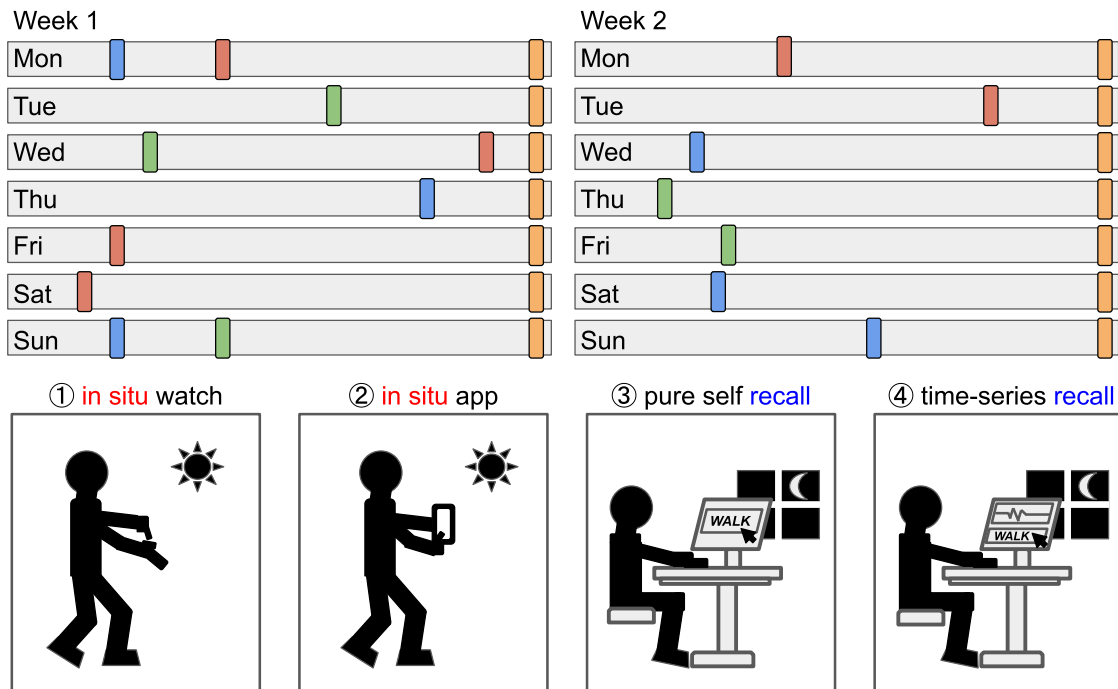 Week 1
Mon
Tue
Wed
Thu
Fri
Sat
Sun
Week 2
Mon
Tue
Wed
Thu
Fri
Sat
Sun
① in situ watch
② in situ app
③ pure self recall
④ time-series recall
WALK
WALK